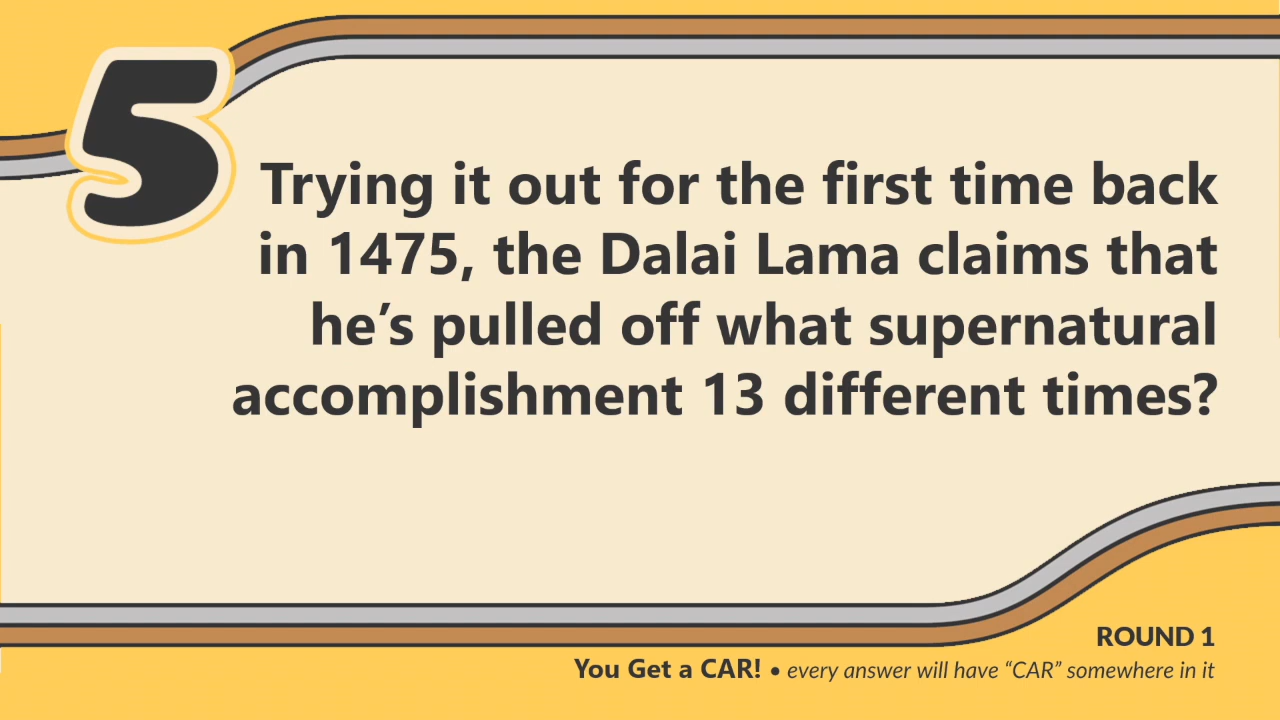 5
Trying it out for the first time back
in 1475, the Dalai Lama claims that
he’s pulled off what supernatural
accomplishment 13 different times?
ROUND 1
You Get a CAR! • every answer will have “CAR” somewhere in it